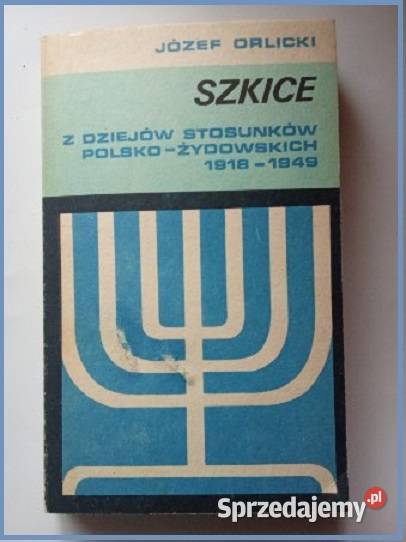 JÓZEF ORLICKI
SZKICE
Z DZIEJÓW STOSUNKÓW
POLSKO-ŻYDOWSKICH
1918-1949
Sprzedajemy.pl